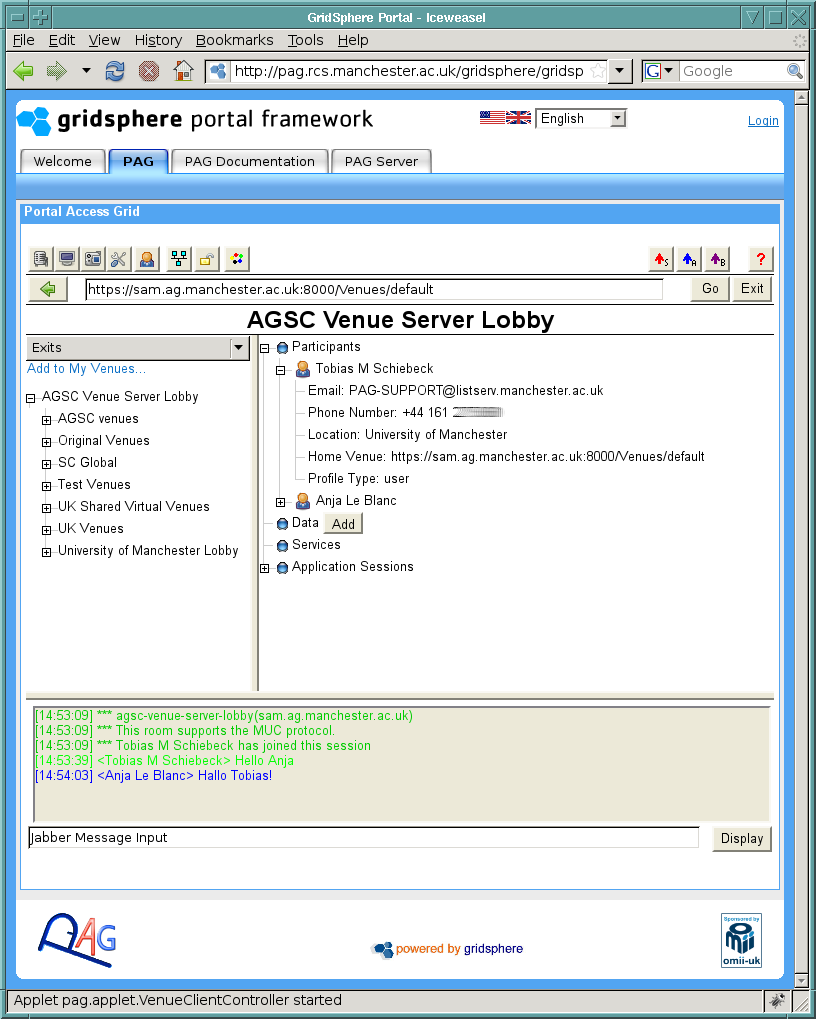 GridSphere Portal - Iceweasel
File Edit View History Bookmarks Tools Help
http://pag.rcs.manchester.ac.uk/gridsphere/gridsp
G Google
gridsphere portal framework
English
Login
Welcome PAG PAG Documentation PAG Server
Portal Access Grid
S A B ?
https://sam.ag.manchester.ac.uk:8000/Venues/default Go Exit
AGSC Venue Server Lobby
Exits
Add to My Venues...
AGSC Venue Server Lobby
AGSC venues
Original Venues
SC Global
Test Venues
UK Shared Virtual Venues
UK Venues
University of Manchester Lobby
Participants
Tobias M Schiebeck
Email: PAG-SUPPORT@listserv.manchester.ac.uk
Phone Number: +44 161
Location: University of Manchester
Home Venue: https://sam.ag.manchester.ac.uk:8000/Venues/default
Profile Type: user
Anja Le Blanc
Data Add
Services
Application Sessions
[14:53:09] *** agsc-venue-server-lobby(sam.ag.manchester.ac.uk)
[14:53:09] *** This room supports the MUC protocol.
[14:53:09] *** Tobias M Schiebeck has joined this session
[14:53:39] <Tobias M Schiebeck> Hello Anja
[14:54:03] <Anja Le Blanc> Hallo Tobias!
Jabber Message Input Display
PAG
powered by gridsphere
Sponsored by
omii
omii-uk
Applet pag.applet.VenueClientController started